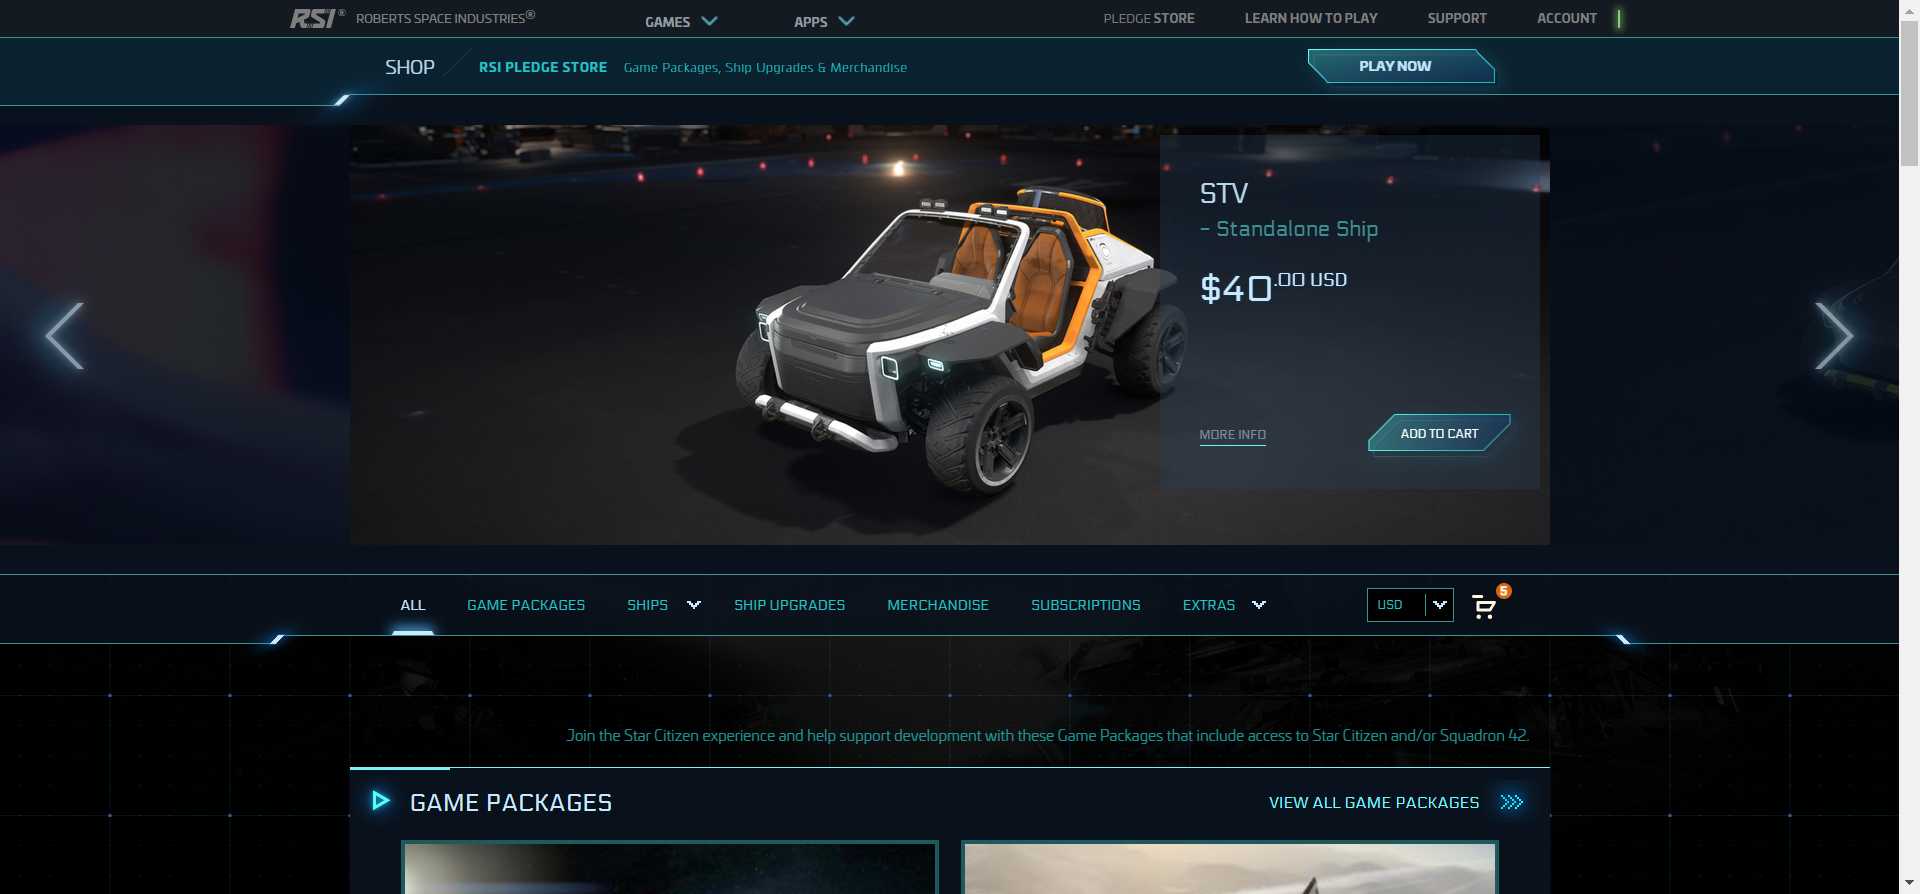 RSI® ROBERTS SPACE INDUSTRIES® GAMES APPS PLEDGE STORE LEARN HOW TO PLAY SUPPORT ACCOUNT
SHOP RSI PLEDGE STORE Game Packages, Ship Upgrades & Merchandise PLAY NOW
STV
- Standalone Ship
$40.00 USD
MORE INFO ADD TO CART
ALL GAME PACKAGES SHIPS SHIP UPGRADES MERCHANDISE SUBSCRIPTIONS EXTRAS USD 5
Join the Star Citizen experience and help support development with these Game Packages that include access to Star Citizen and/or Squadron 42.
GAME PACKAGES VIEW ALL GAME PACKAGES